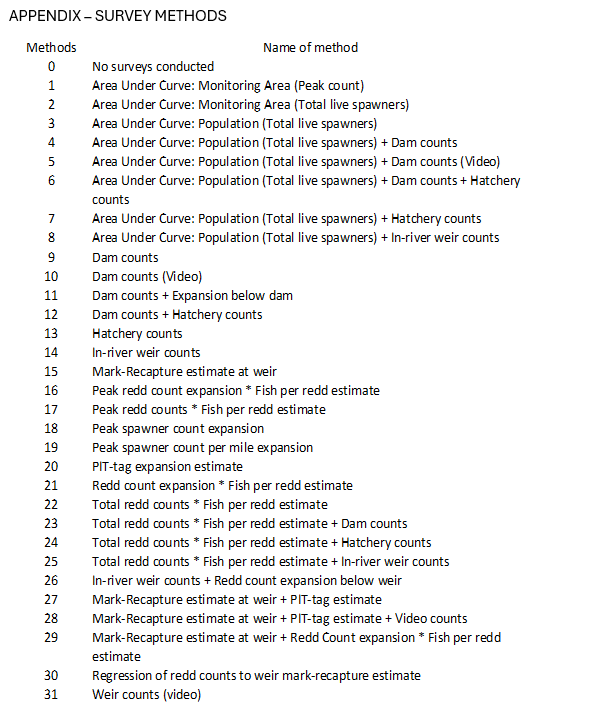 APPENDIX – SURVEY METHODS
Methods Name of method
0 No surveys conducted
1 Area Under Curve: Monitoring Area (Peak count)
2 Area Under Curve: Monitoring Area (Total live spawners)
3 Area Under Curve: Population (Total live spawners)
4 Area Under Curve: Population (Total live spawners) + Dam counts
5 Area Under Curve: Population (Total live spawners) + Dam counts (Video)
6 Area Under Curve: Population (Total live spawners) + Dam counts + Hatchery
counts
7 Area Under Curve: Population (Total live spawners) + Hatchery counts
8 Area Under Curve: Population (Total live spawners) + In-river weir counts
9 Dam counts
10 Dam counts (Video)
11 Dam counts + Expansion below dam
12 Dam counts + Hatchery counts
13 Hatchery counts
14 In-river weir counts
15 Mark-Recapture estimate at weir
16 Peak redd count expansion * Fish per redd estimate
17 Peak redd counts * Fish per redd estimate
18 Peak spawner count expansion
19 Peak spawner count per mile expansion
20 PIT-tag expansion estimate
21 Redd count expansion * Fish per redd estimate
22 Total redd counts * Fish per redd estimate
23 Total redd counts * Fish per redd estimate + Dam counts
24 Total redd counts * Fish per redd estimate + Hatchery counts
25 Total redd counts * Fish per redd estimate + In-river weir counts
26 In-river weir counts + Redd count expansion below weir
27 Mark-Recapture estimate at weir + PIT-tag estimate
28 Mark-Recapture estimate at weir + PIT-tag estimate + Video counts
29 Mark-Recapture estimate at weir + Redd Count expansion * Fish per redd
estimate
30 Regression of redd counts to weir mark-recapture estimate
31 Weir counts (video)